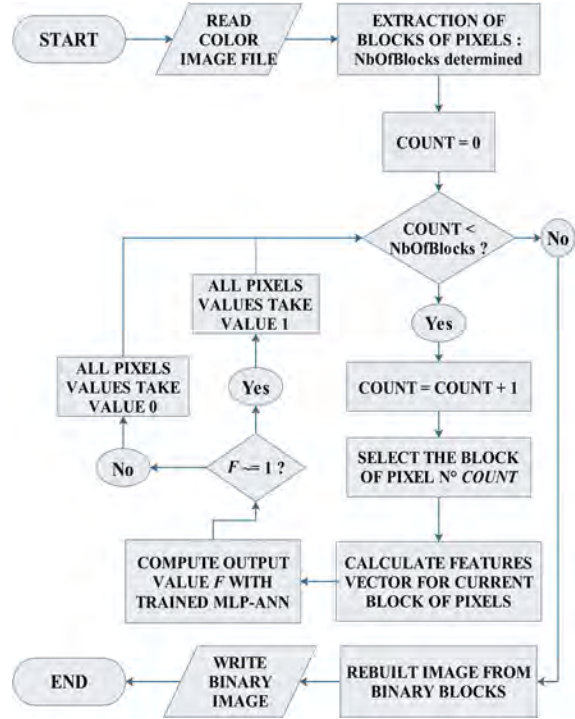 START
READ
COLOR
IMAGE FILE
EXTRACTION OF
BLOCKS OF PIXELS :
NbOfBlocks determined
COUNT = 0
COUNT <
NbOfBlocks ?
No
Yes
COUNT = COUNT + 1
SELECT THE BLOCK
OF PIXEL N° COUNT
CALCULATE FEATURES
VECTOR FOR CURRENT
BLOCK OF PIXELS
COMPUTE OUTPUT
VALUE F WITH
TRAINED MLP-ANN
F ~= 1 ?
Yes
ALL PIXELS
VALUES TAKE
VALUE 1
No
ALL PIXELS
VALUES TAKE
VALUE 0
REBUILT IMAGE FROM
BINARY BLOCKS
WRITE
BINARY
IMAGE
END